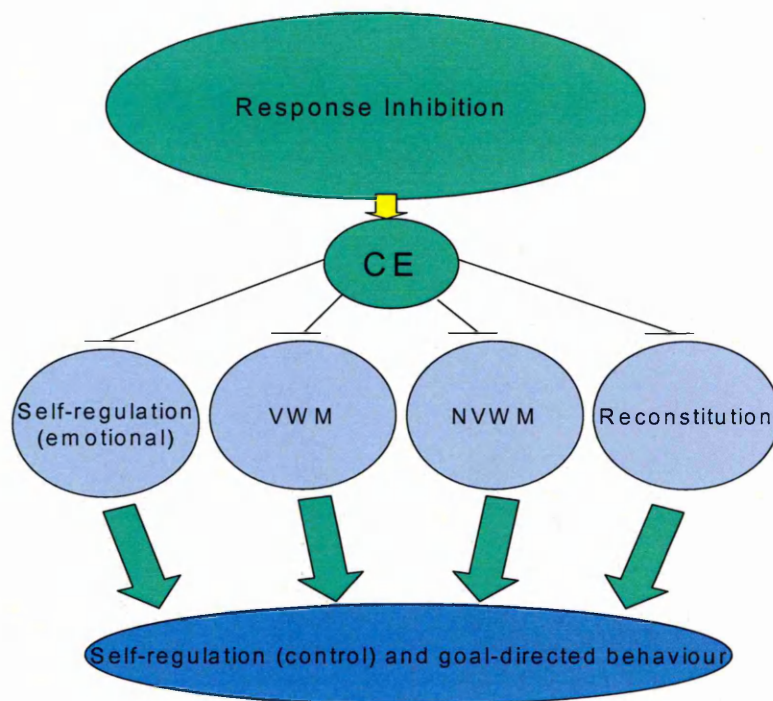 Response Inhibition
CE
Self-regulation
(emotional)
VWM
NVWM
Reconstitution
Self-regulation (control) and goal-directed behaviour